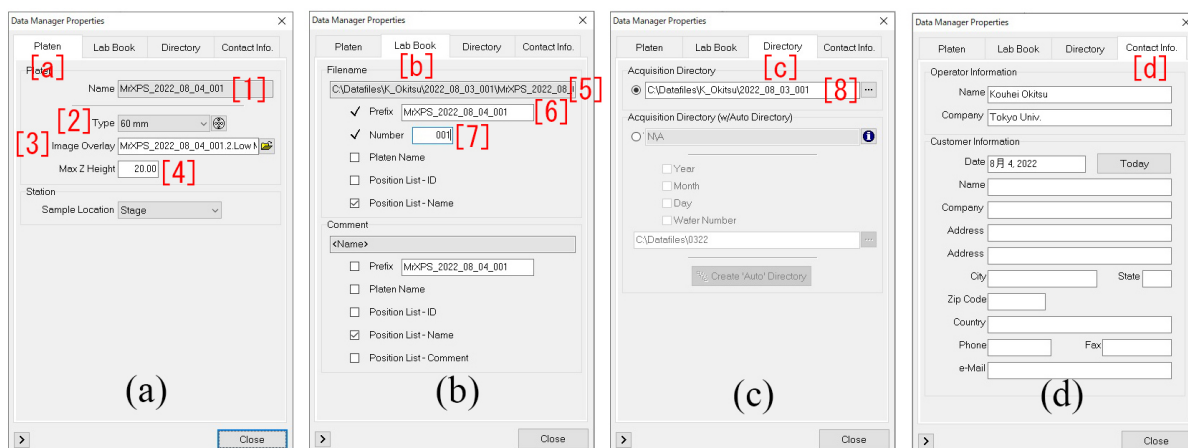 Data Manager Properties
Platen Lab Book Directory Contact Info.
[a]
Platen
Name MrXPS_2022_08_04_001 [1]
[2] Type 60 mm
[3] Image Overlay MrXPS_2022_08_04_001.2.Low M
Max Z Height 20.00 [4]
Station
Sample Location Stage
(a)
Close
Data Manager Properties
Platen Lab Book Directory Contact Info.
[b]
Filename
C:\Datafiles\K_Okitsu\2022_08_03_001\MrXPS_2022_08_ [5]
Prefix MrXPS_2022_08_04_001 [6]
Number 001 [7]
Platen Name
Position List - ID
Position List - Name
Comment
<Name>
Prefix MrXPS_2022_08_04_001
Platen Name
Position List - ID
Position List - Name
Position List - Comment
(b)
Close
Data Manager Properties
Platen Lab Book Directory Contact Info.
[c]
Acquisition Directory
C:\Datafiles\K_Okitsu\2022_08_03_001 [8] ...
Acquisition Directory (w/Auto Directory)
N\A
Year
Month
Day
Wafer Number
C:\Datafiles\0322 ...
Create 'Auto' Directory
(c)
Close
Data Manager Properties
Platen Lab Book Directory Contact Info.
[d]
Operator Information
Name Kouhei Okitsu
Company Tokyo Univ.
Customer Information
Date 8月 4, 2022 Today
Name
Company
Address
Address
City State
Zip Code
Country
Phone Fax
e-Mail
(d)
Close